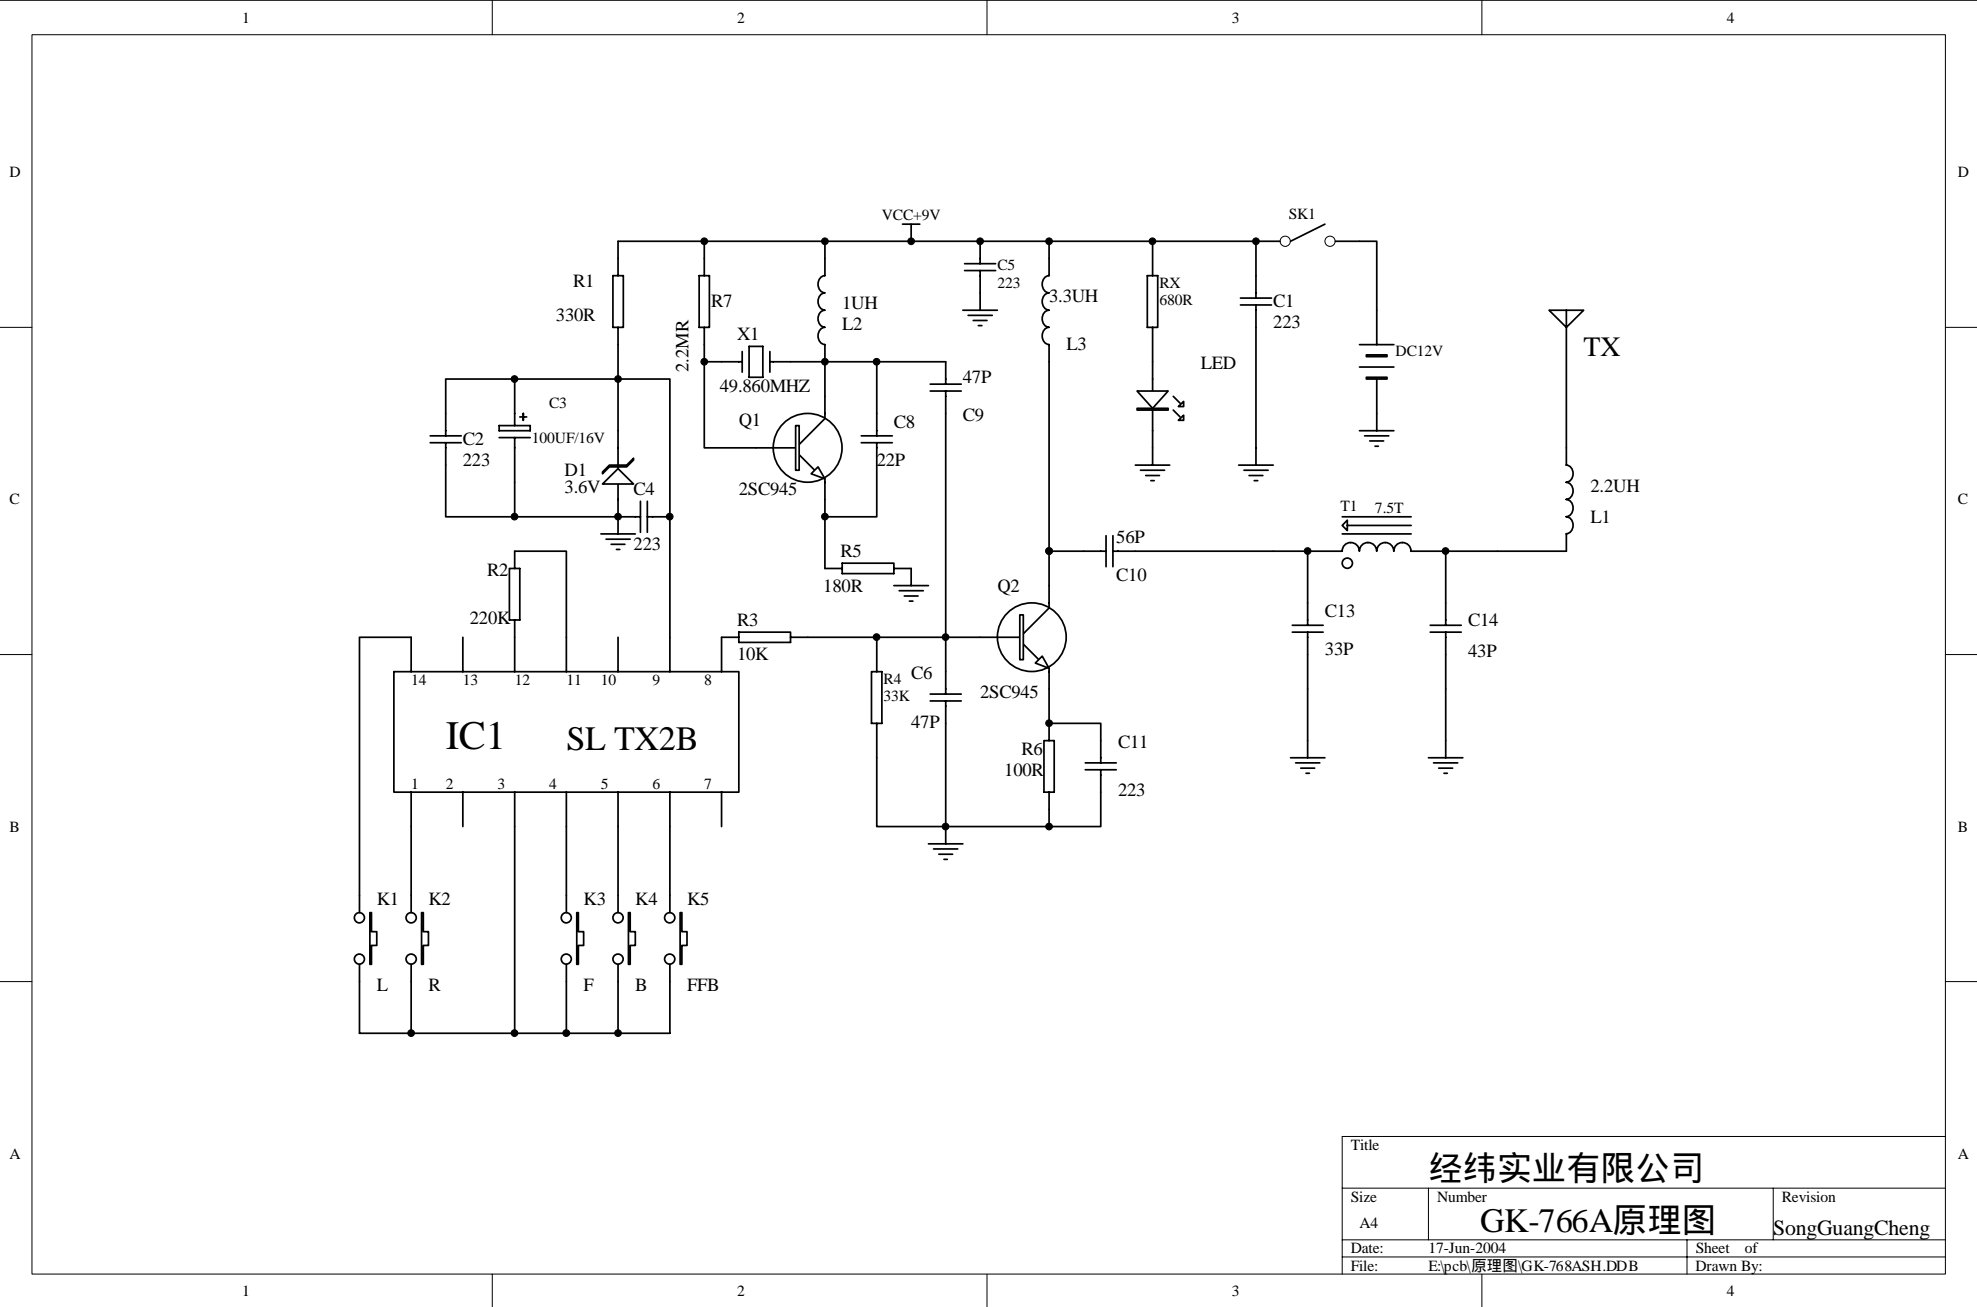 1 2 3 4
D D
VCC+9V
SK1
R1
330R
R7
2.2MR
1UH
L2
C5
223
3.3UH
L3
RX
680R
C1
223
LED
DC12V
TX
X1
49.860MHZ
47P
C9
C3
100UF/16V
C2
223
Q1
2SC945
C8
22P
D1
3.6V
C4
223
C C
T1 7.5T
2.2UH
L1
R2
220K
R5
180R
56P
C10
Q2
2SC945
R3
10K
C13
33P
C14
43P
R4
33K
C6
47P
14 13 12 11 10 9 8
IC1 SL TX2B
1 2 3 4 5 6 7
R6
100R
C11
223
B B
K1 K2 K3 K4 K5
L R F B FFB
A A
Title
经纬实业有限公司
Size Number Revision
A4 GK-766A原理图 SongGuangCheng
Date: 17-Jun-2004 Sheet of
File: E:\pcb\原理图\GK-768ASH.DDB Drawn By:
1 2 3 4